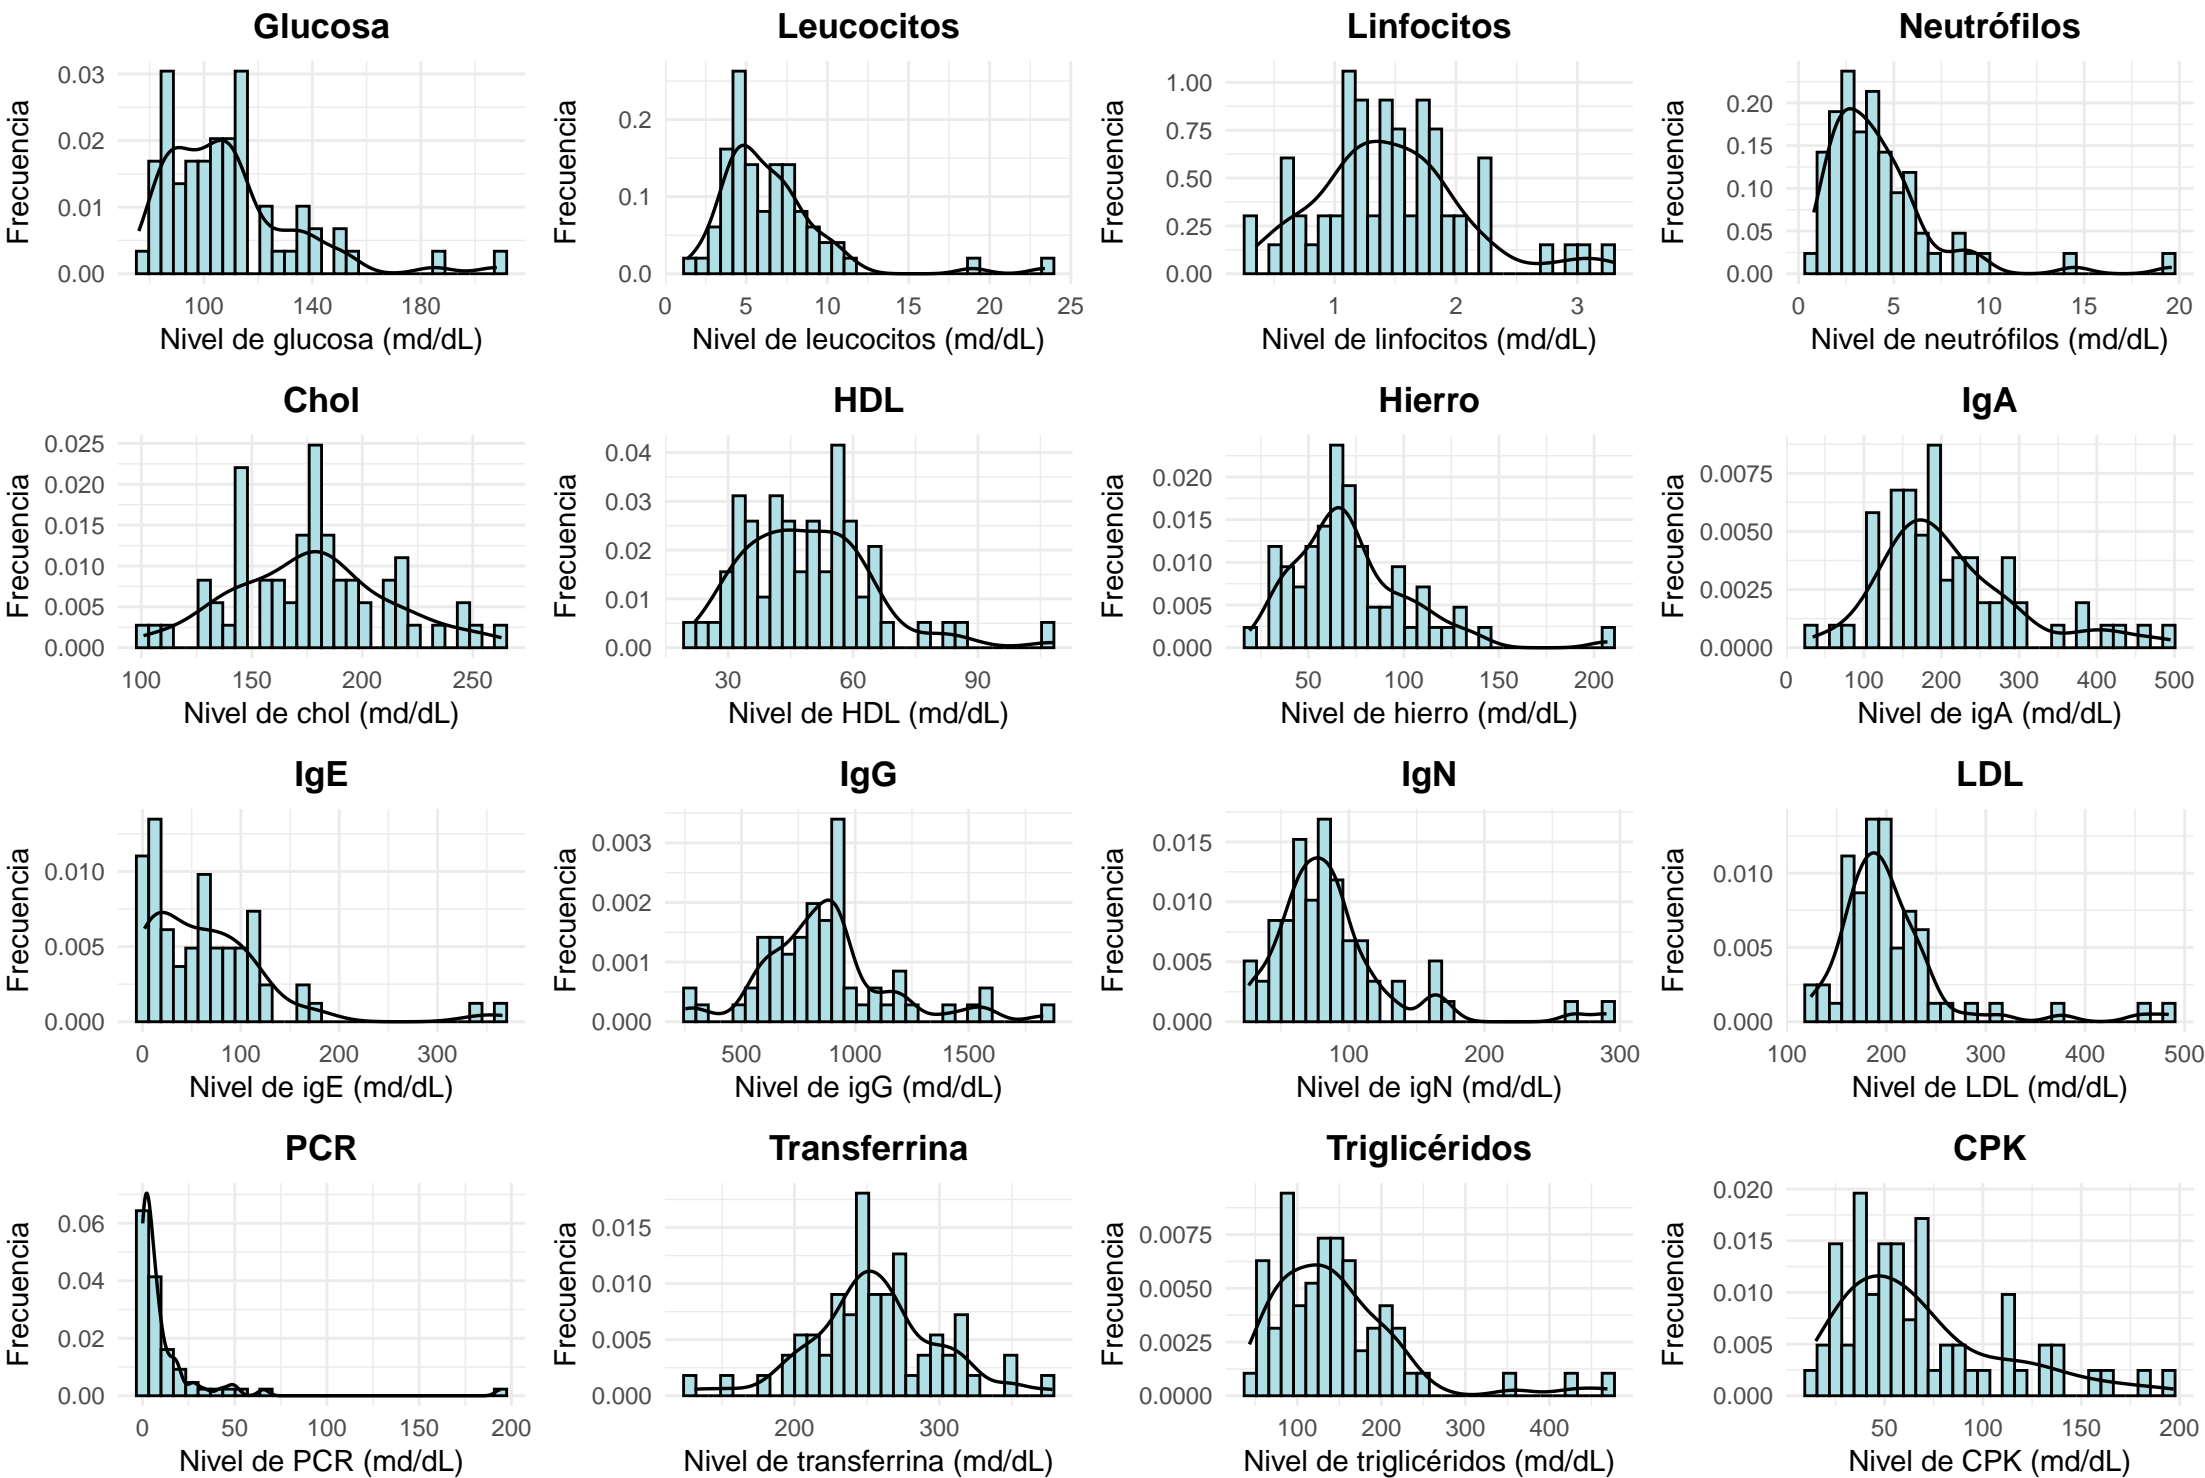 Glucosa
Leucocitos
Linfocitos
Neutrófilos
Frecuencia
0.03
0.02
0.01
0.00
100
140
180
Nivel de glucosa (md/dL)
Frecuencia
0.2
0.1
0.0
0
5
10
15
20
25
Nivel de leucocitos (md/dL)
Frecuencia
1.00
0.75
0.50
0.25
0.00
1
2
3
Nivel de linfocitos (md/dL)
Frecuencia
0.20
0.15
0.10
0.05
0.00
0
5
10
15
20
Nivel de neutrófilos (md/dL)
Chol
HDL
Hierro
IgA
Frecuencia
0.025
0.020
0.015
0.010
0.005
0.000
100
150
200
250
Nivel de chol (md/dL)
Frecuencia
0.04
0.03
0.02
0.01
0.00
30
60
90
Nivel de HDL (md/dL)
Frecuencia
0.020
0.015
0.010
0.005
0.000
50
100
150
200
Nivel de hierro (md/dL)
Frecuencia
0.0075
0.0050
0.0025
0.0000
0
100
200
300
400
500
Nivel de igA (md/dL)
IgE
IgG
IgN
LDL
Frecuencia
0.010
0.005
0.000
0
100
200
300
Nivel de igE (md/dL)
Frecuencia
0.003
0.002
0.001
0.000
500
1000
1500
Nivel de igG (md/dL)
Frecuencia
0.015
0.010
0.005
0.000
100
200
300
Nivel de igN (md/dL)
Frecuencia
0.010
0.005
0.000
100
200
300
400
500
Nivel de LDL (md/dL)
PCR
Transferrina
Triglicéridos
CPK
Frecuencia
0.06
0.04
0.02
0.00
0
50
100
150
200
Nivel de PCR (md/dL)
Frecuencia
0.015
0.010
0.005
0.000
200
300
Nivel de transferrina (md/dL)
Frecuencia
0.0075
0.0050
0.0025
0.0000
100
200
300
400
Nivel de triglicéridos (md/dL)
Frecuencia
0.020
0.015
0.010
0.005
0.000
50
100
150
200
Nivel de CPK (md/dL)